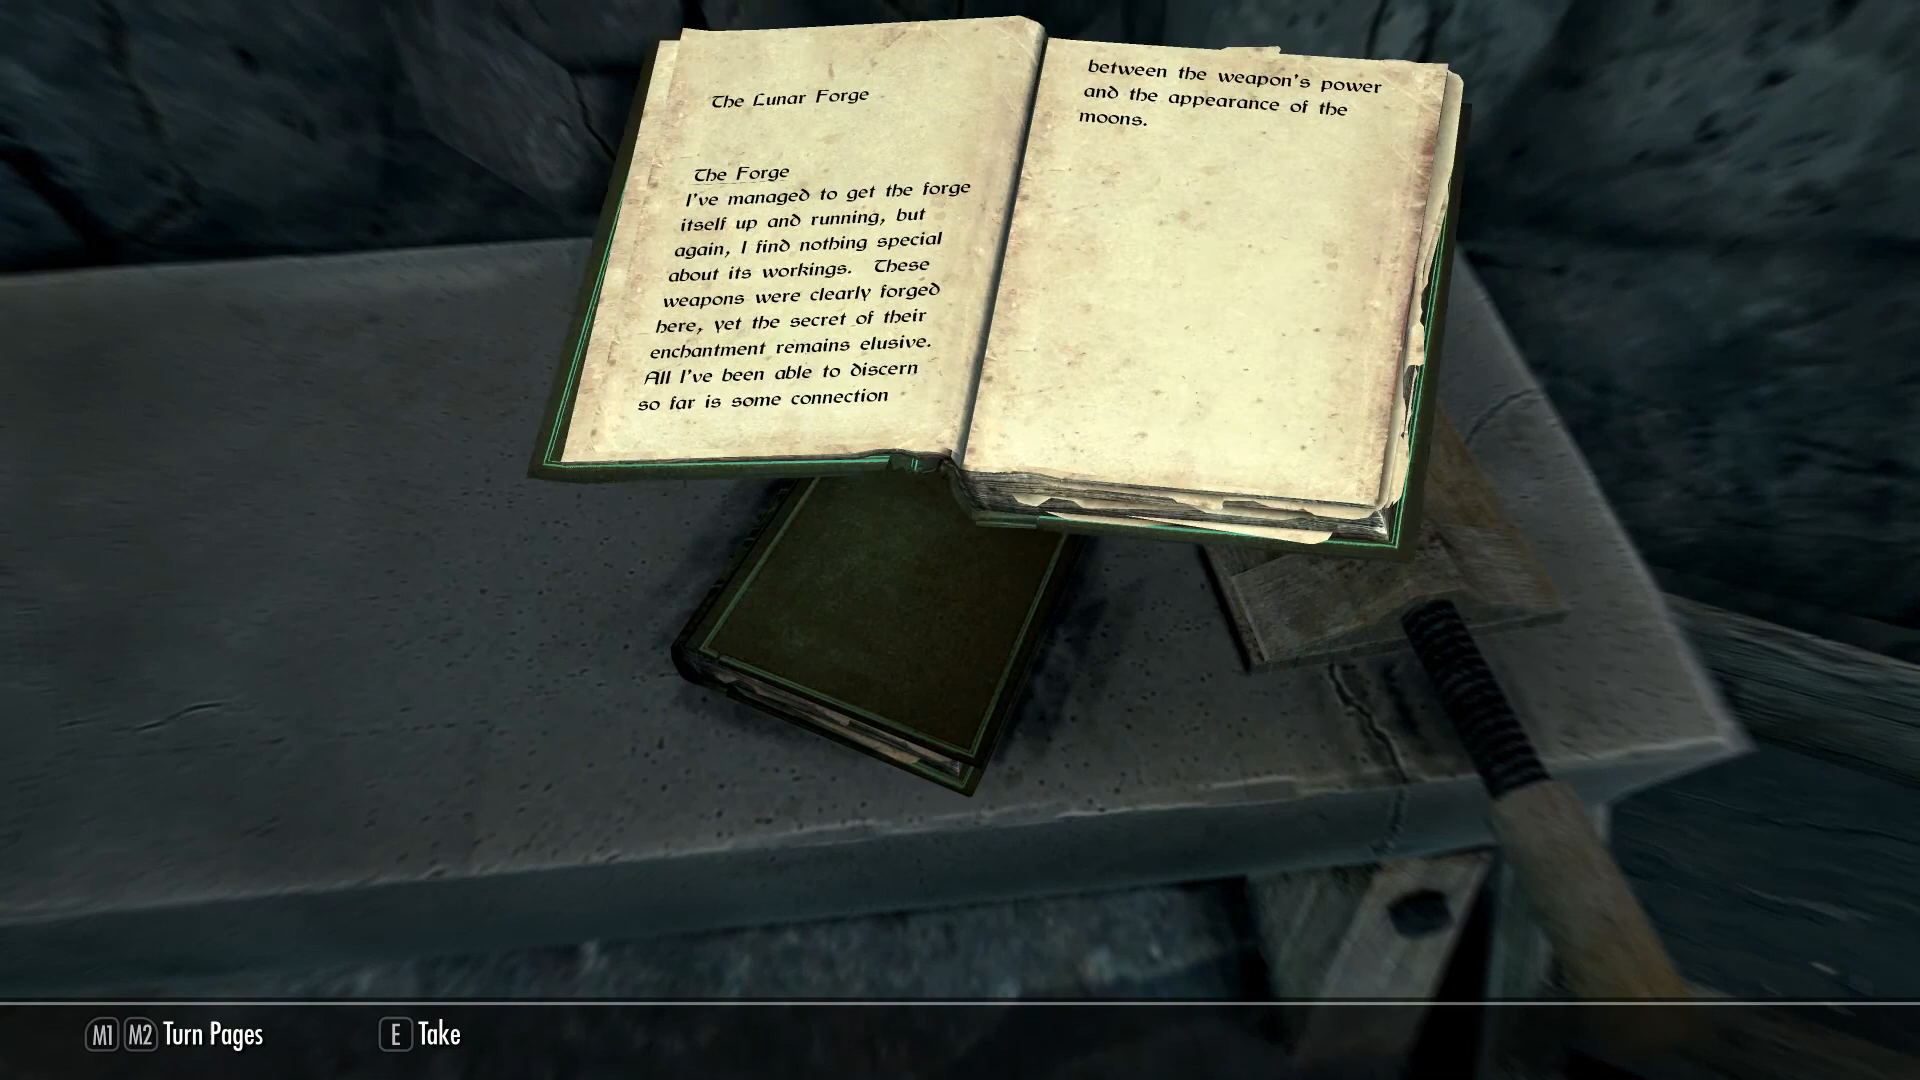 The Lunar Forge
The Forge
I've managed to get the forge
itself up and running, but
again, I find nothing special
about its workings.  These
weapons were clearly forged
here, yet the secret of their
enchantment remains elusive.
All I've been able to discern
so far is some connection
between the weapon's power
and the appearance of the
moons.
M1 M2 Turn Pages
E Take